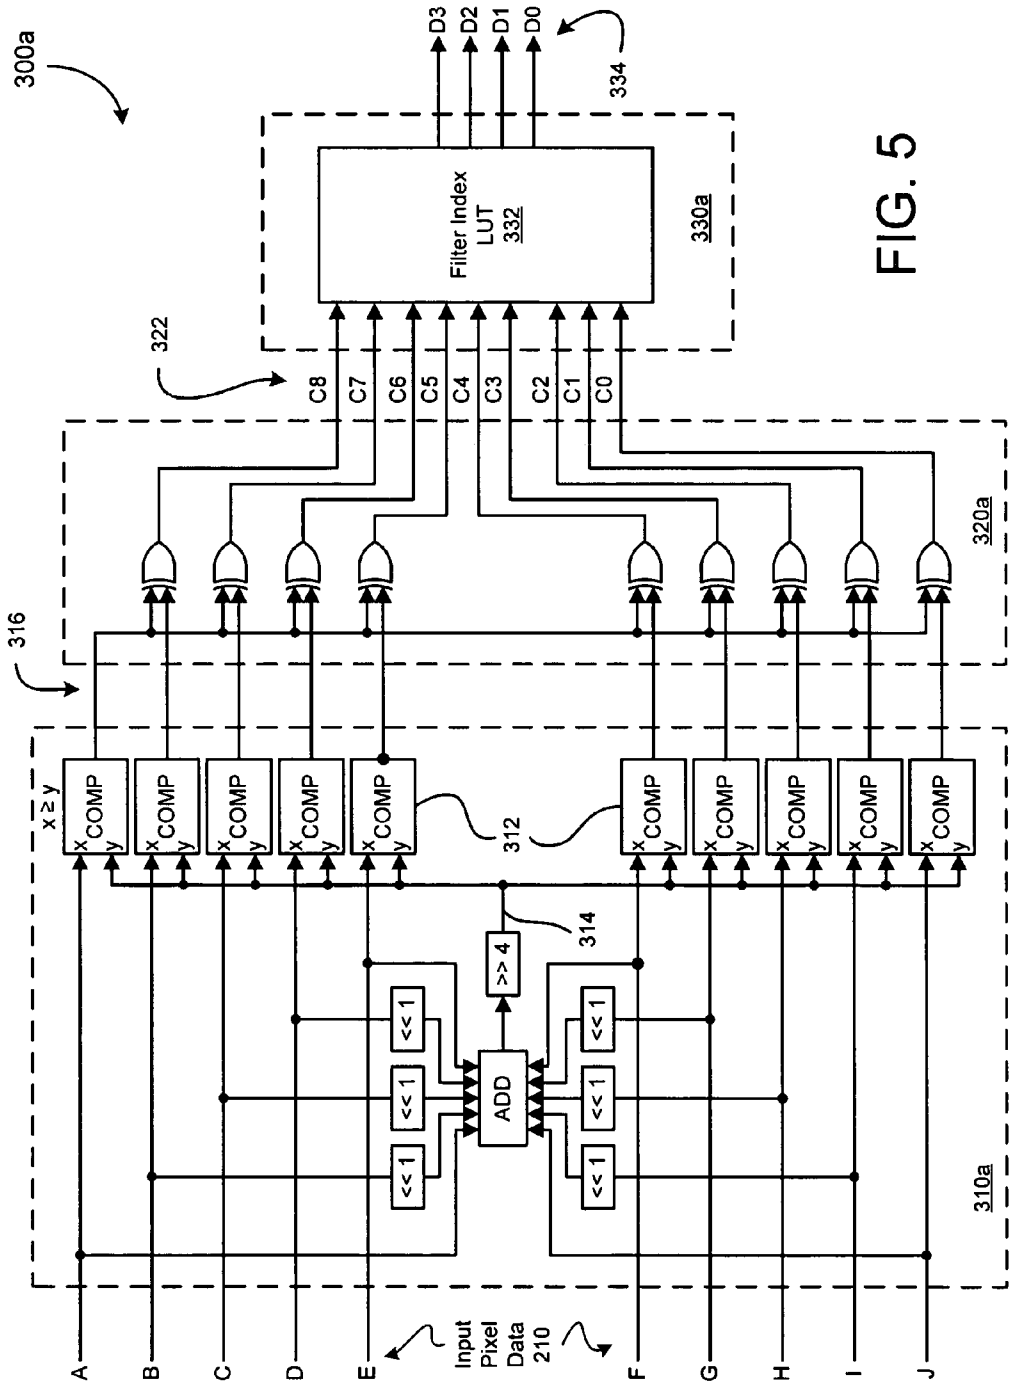 300a
316
322
334
x ≥ y
A
x
COMP
y
B
x
COMP
y
C
x
COMP
y
D
x
COMP
y
E
x
COMP
y
<< 1
<< 1
<< 1
Input
Pixel
Data
210
ADD
>> 4
314
312
<< 1
<< 1
<< 1
F
x
COMP
y
G
x
COMP
y
H
x
COMP
y
I
x
COMP
y
J
x
COMP
y
310a
320a
C8
C7
C6
C5
C4
C3
C2
C1
C0
Filter Index
LUT
332
330a
D3
D2
D1
D0
FIG. 5